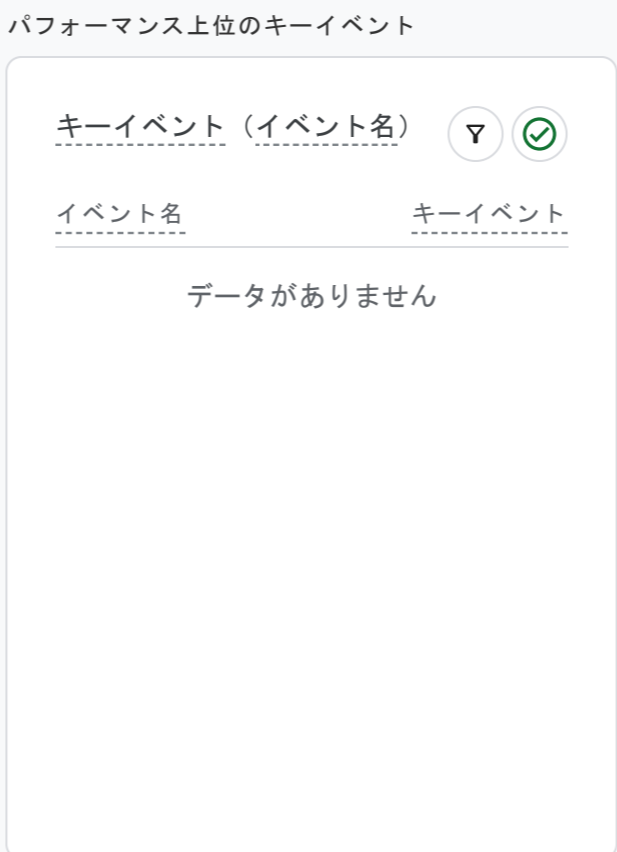 パフォーマンス上位のキーイベント
キーイベント（イベント名）
イベント名 キーイベント
データがありません